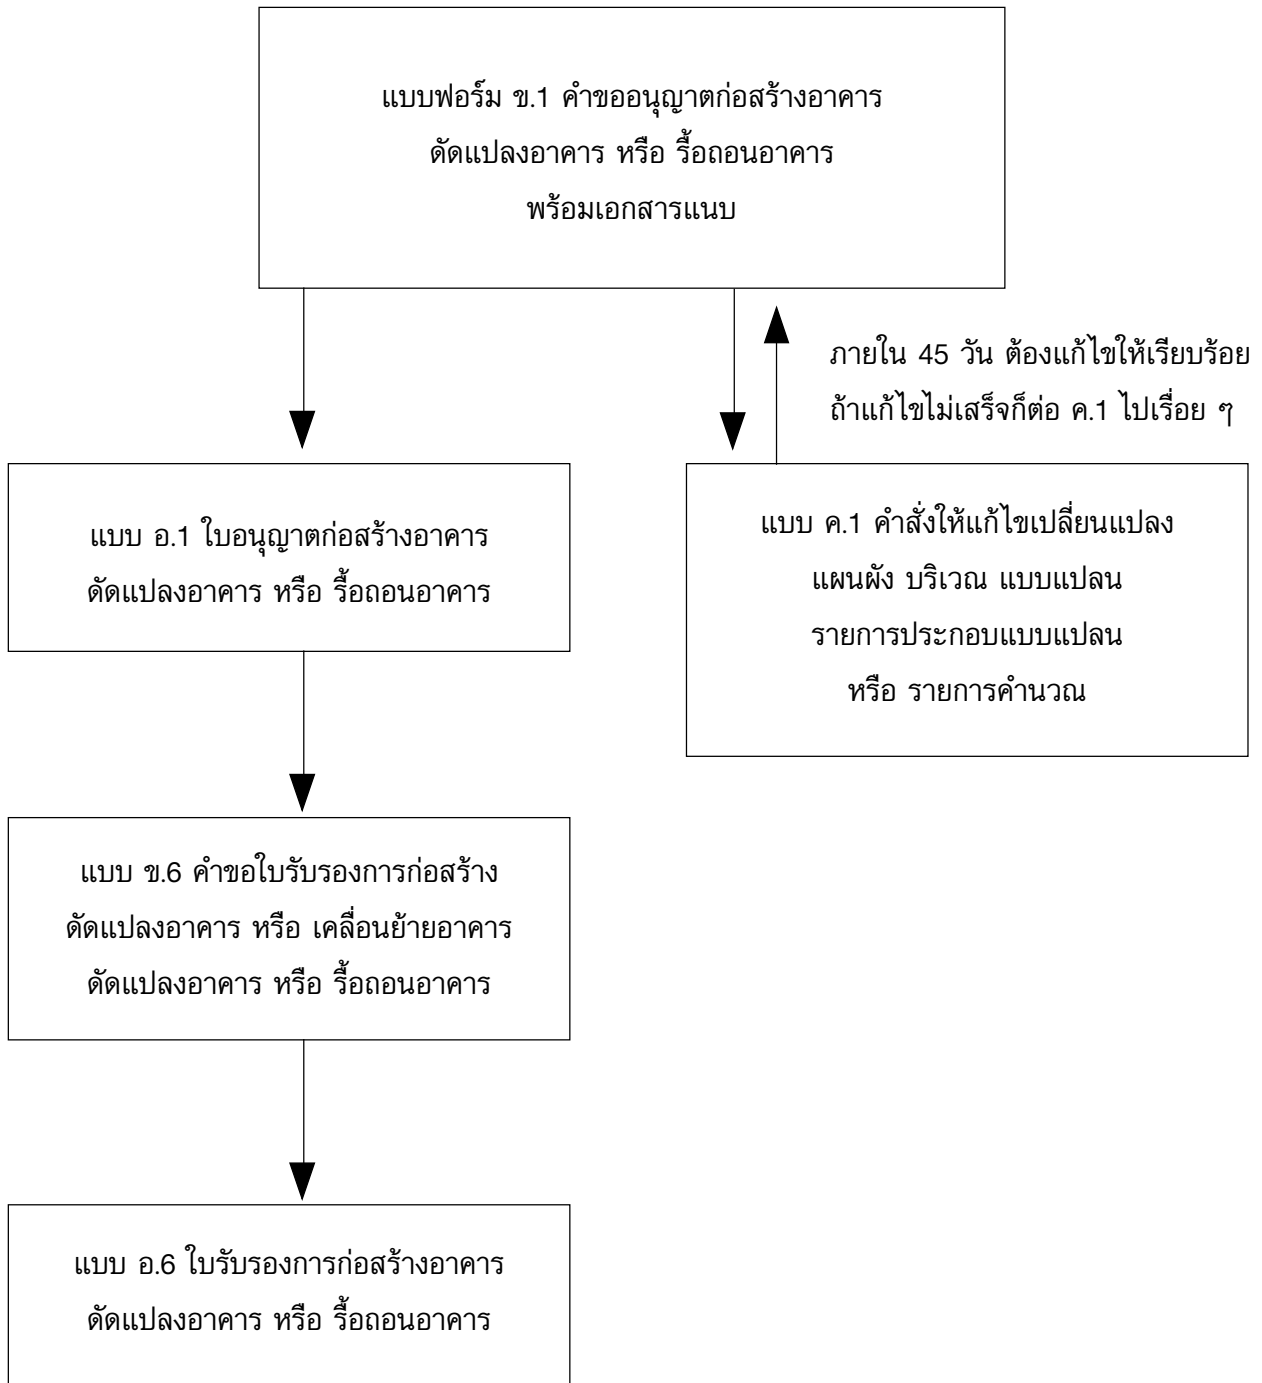 แบบฟอร์ม ข.1 คำขออนุญาตก่อสร้างอาคาร
ดัดแปลงอาคาร หรือ รื้อถอนอาคาร
พร้อมเอกสารแนบ
ภายใน 45 วัน ต้องแก้ไขให้เรียบร้อย
ถ้าแก้ไขไม่เสร็จก็ต่อ ค.1 ไปเรื่อย ๆ
แบบ อ.1 ใบอนุญาตก่อสร้างอาคาร
ดัดแปลงอาคาร หรือ รื้อถอนอาคาร
แบบ ค.1 คำสั่งให้แก้ไขเปลี่ยนแปลง
แผนผัง บริเวณ แบบแปลน
รายการประกอบแบบแปลน
หรือ รายการคำนวณ
แบบ ข.6 คำขอใบรับรองการก่อสร้าง
ดัดแปลงอาคาร หรือ เคลื่อนย้ายอาคาร
ดัดแปลงอาคาร หรือ รื้อถอนอาคาร
แบบ อ.6 ใบรับรองการก่อสร้างอาคาร
ดัดแปลงอาคาร หรือ รื้อถอนอาคาร